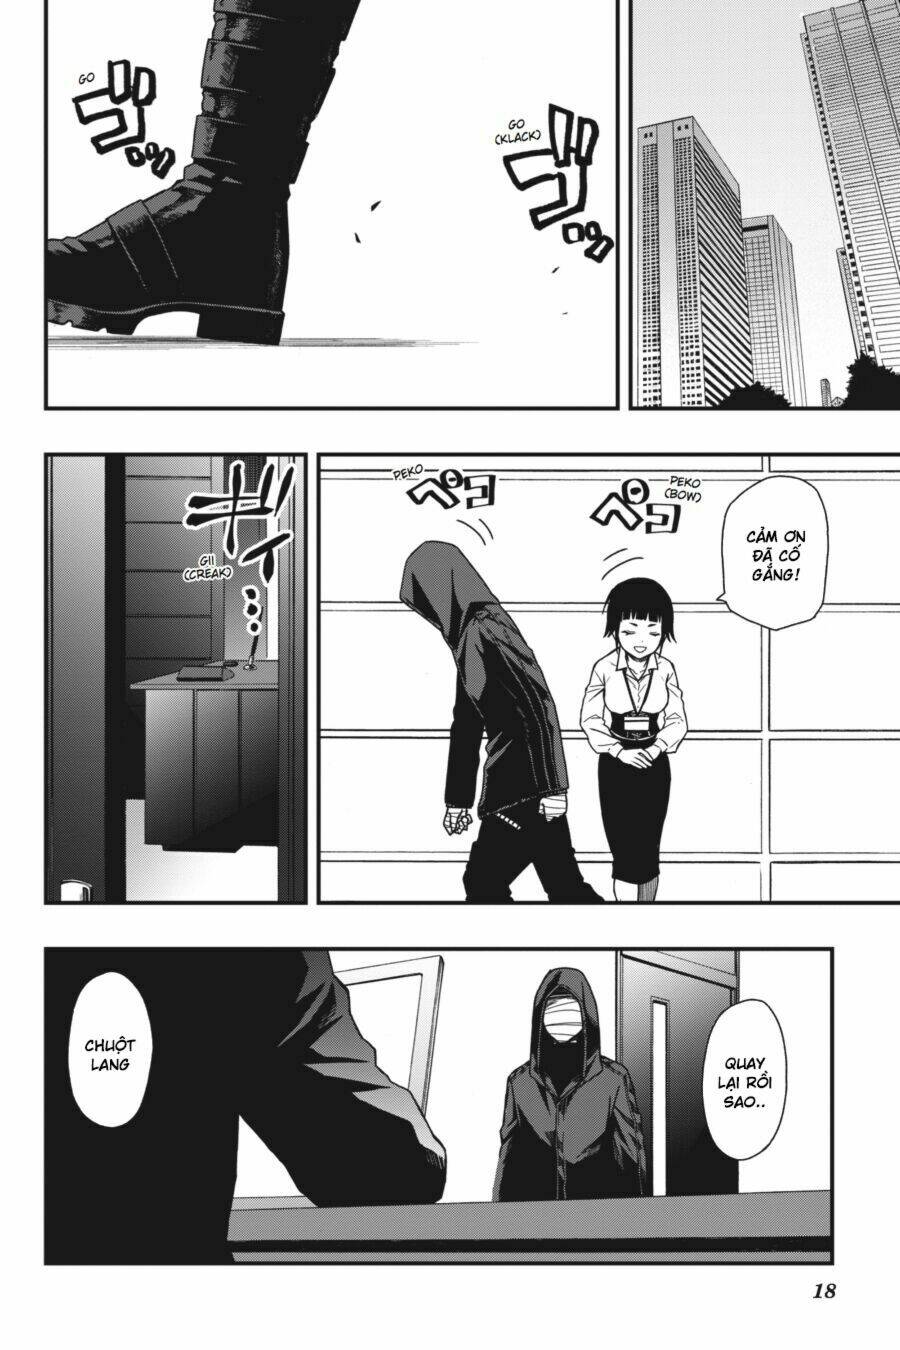 GO
(KLACK)
ゴッ
GO
ゴッ
CẢM ƠN
ĐÃ CỐ
GẮNG!
PEKO
(BOW)
ペコ
PEKO
ペコ
ギィ
GII
(CREAK)
QUAY
LẠI RỒI
SAO..
CHUỘT
LANG
18